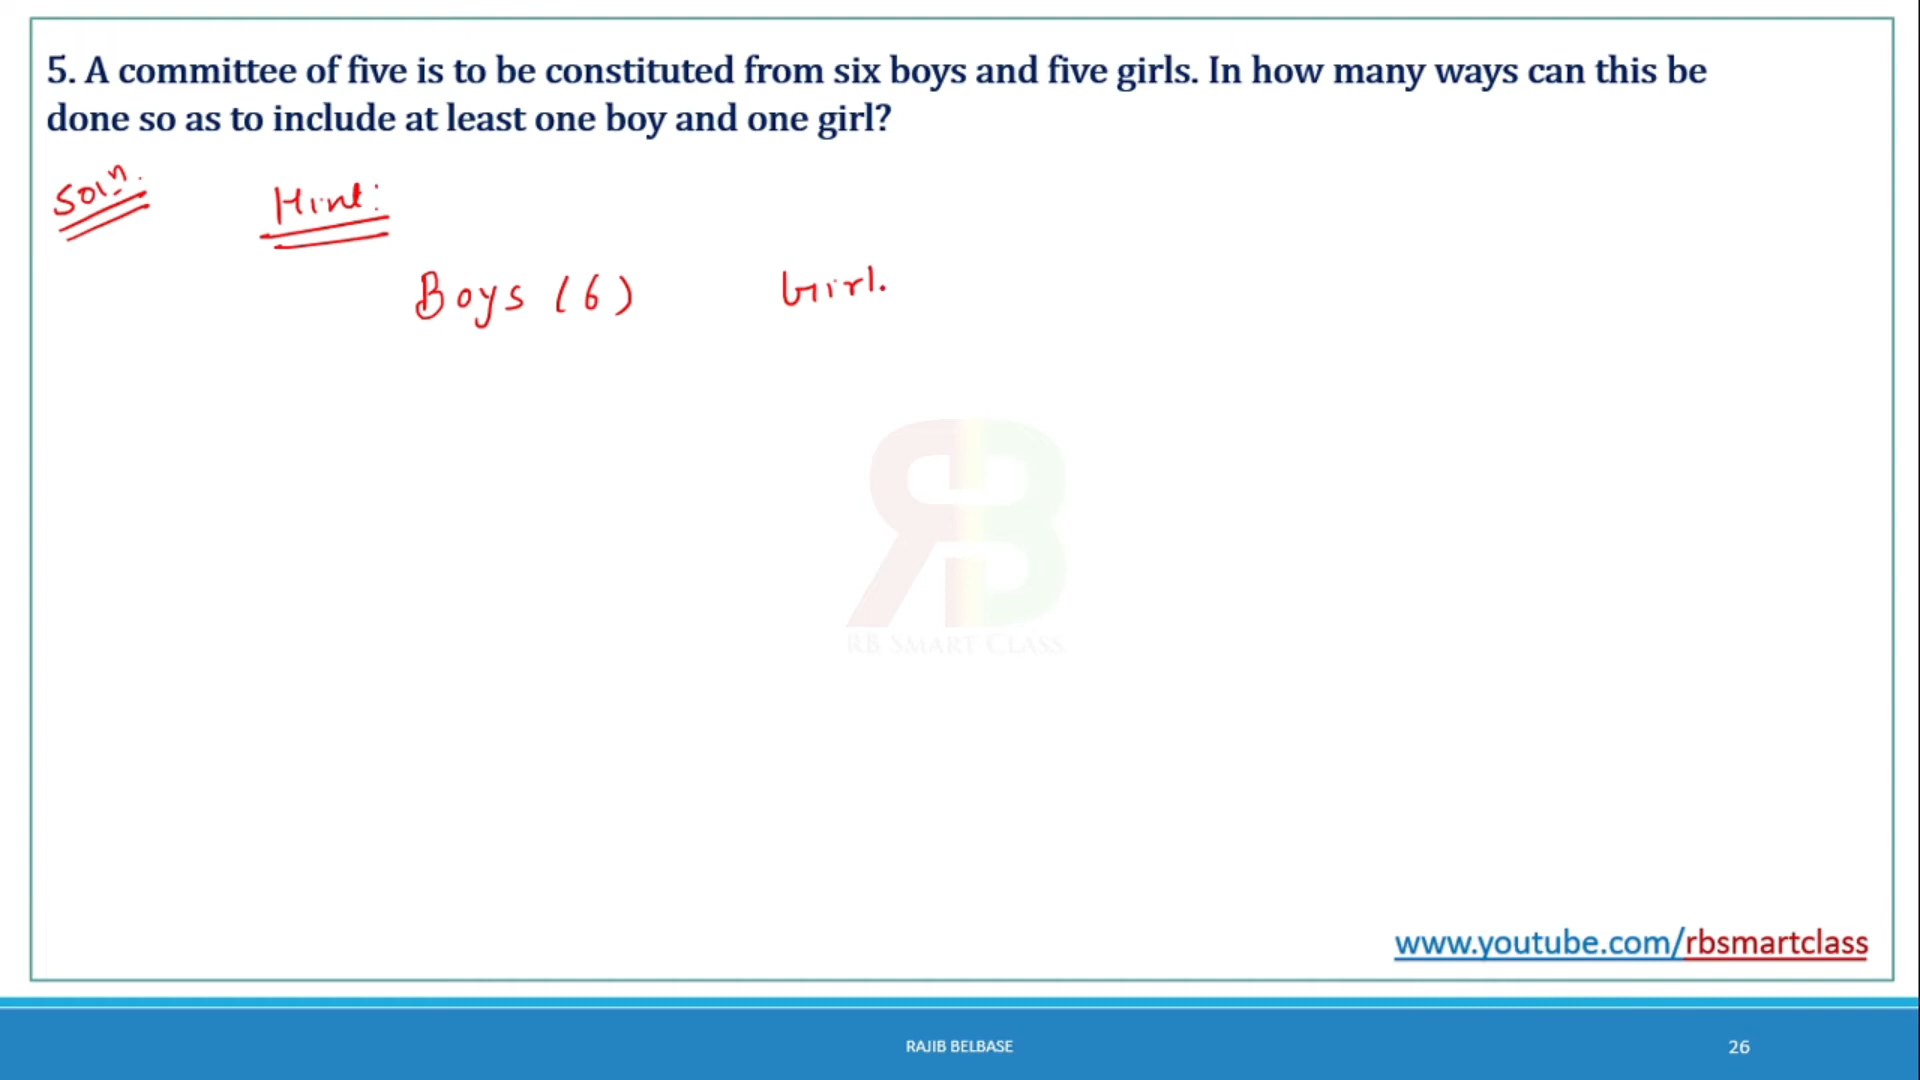 5. A committee of five is to be constituted from six boys and five girls. In how many ways can this be
done so as to include at least one boy and one girl?
Soln.
Hint:
Boys (6) Girl.
RB SMART CLASS
www.youtube.com/rbsmartclass
RAJIB BELBASE
26